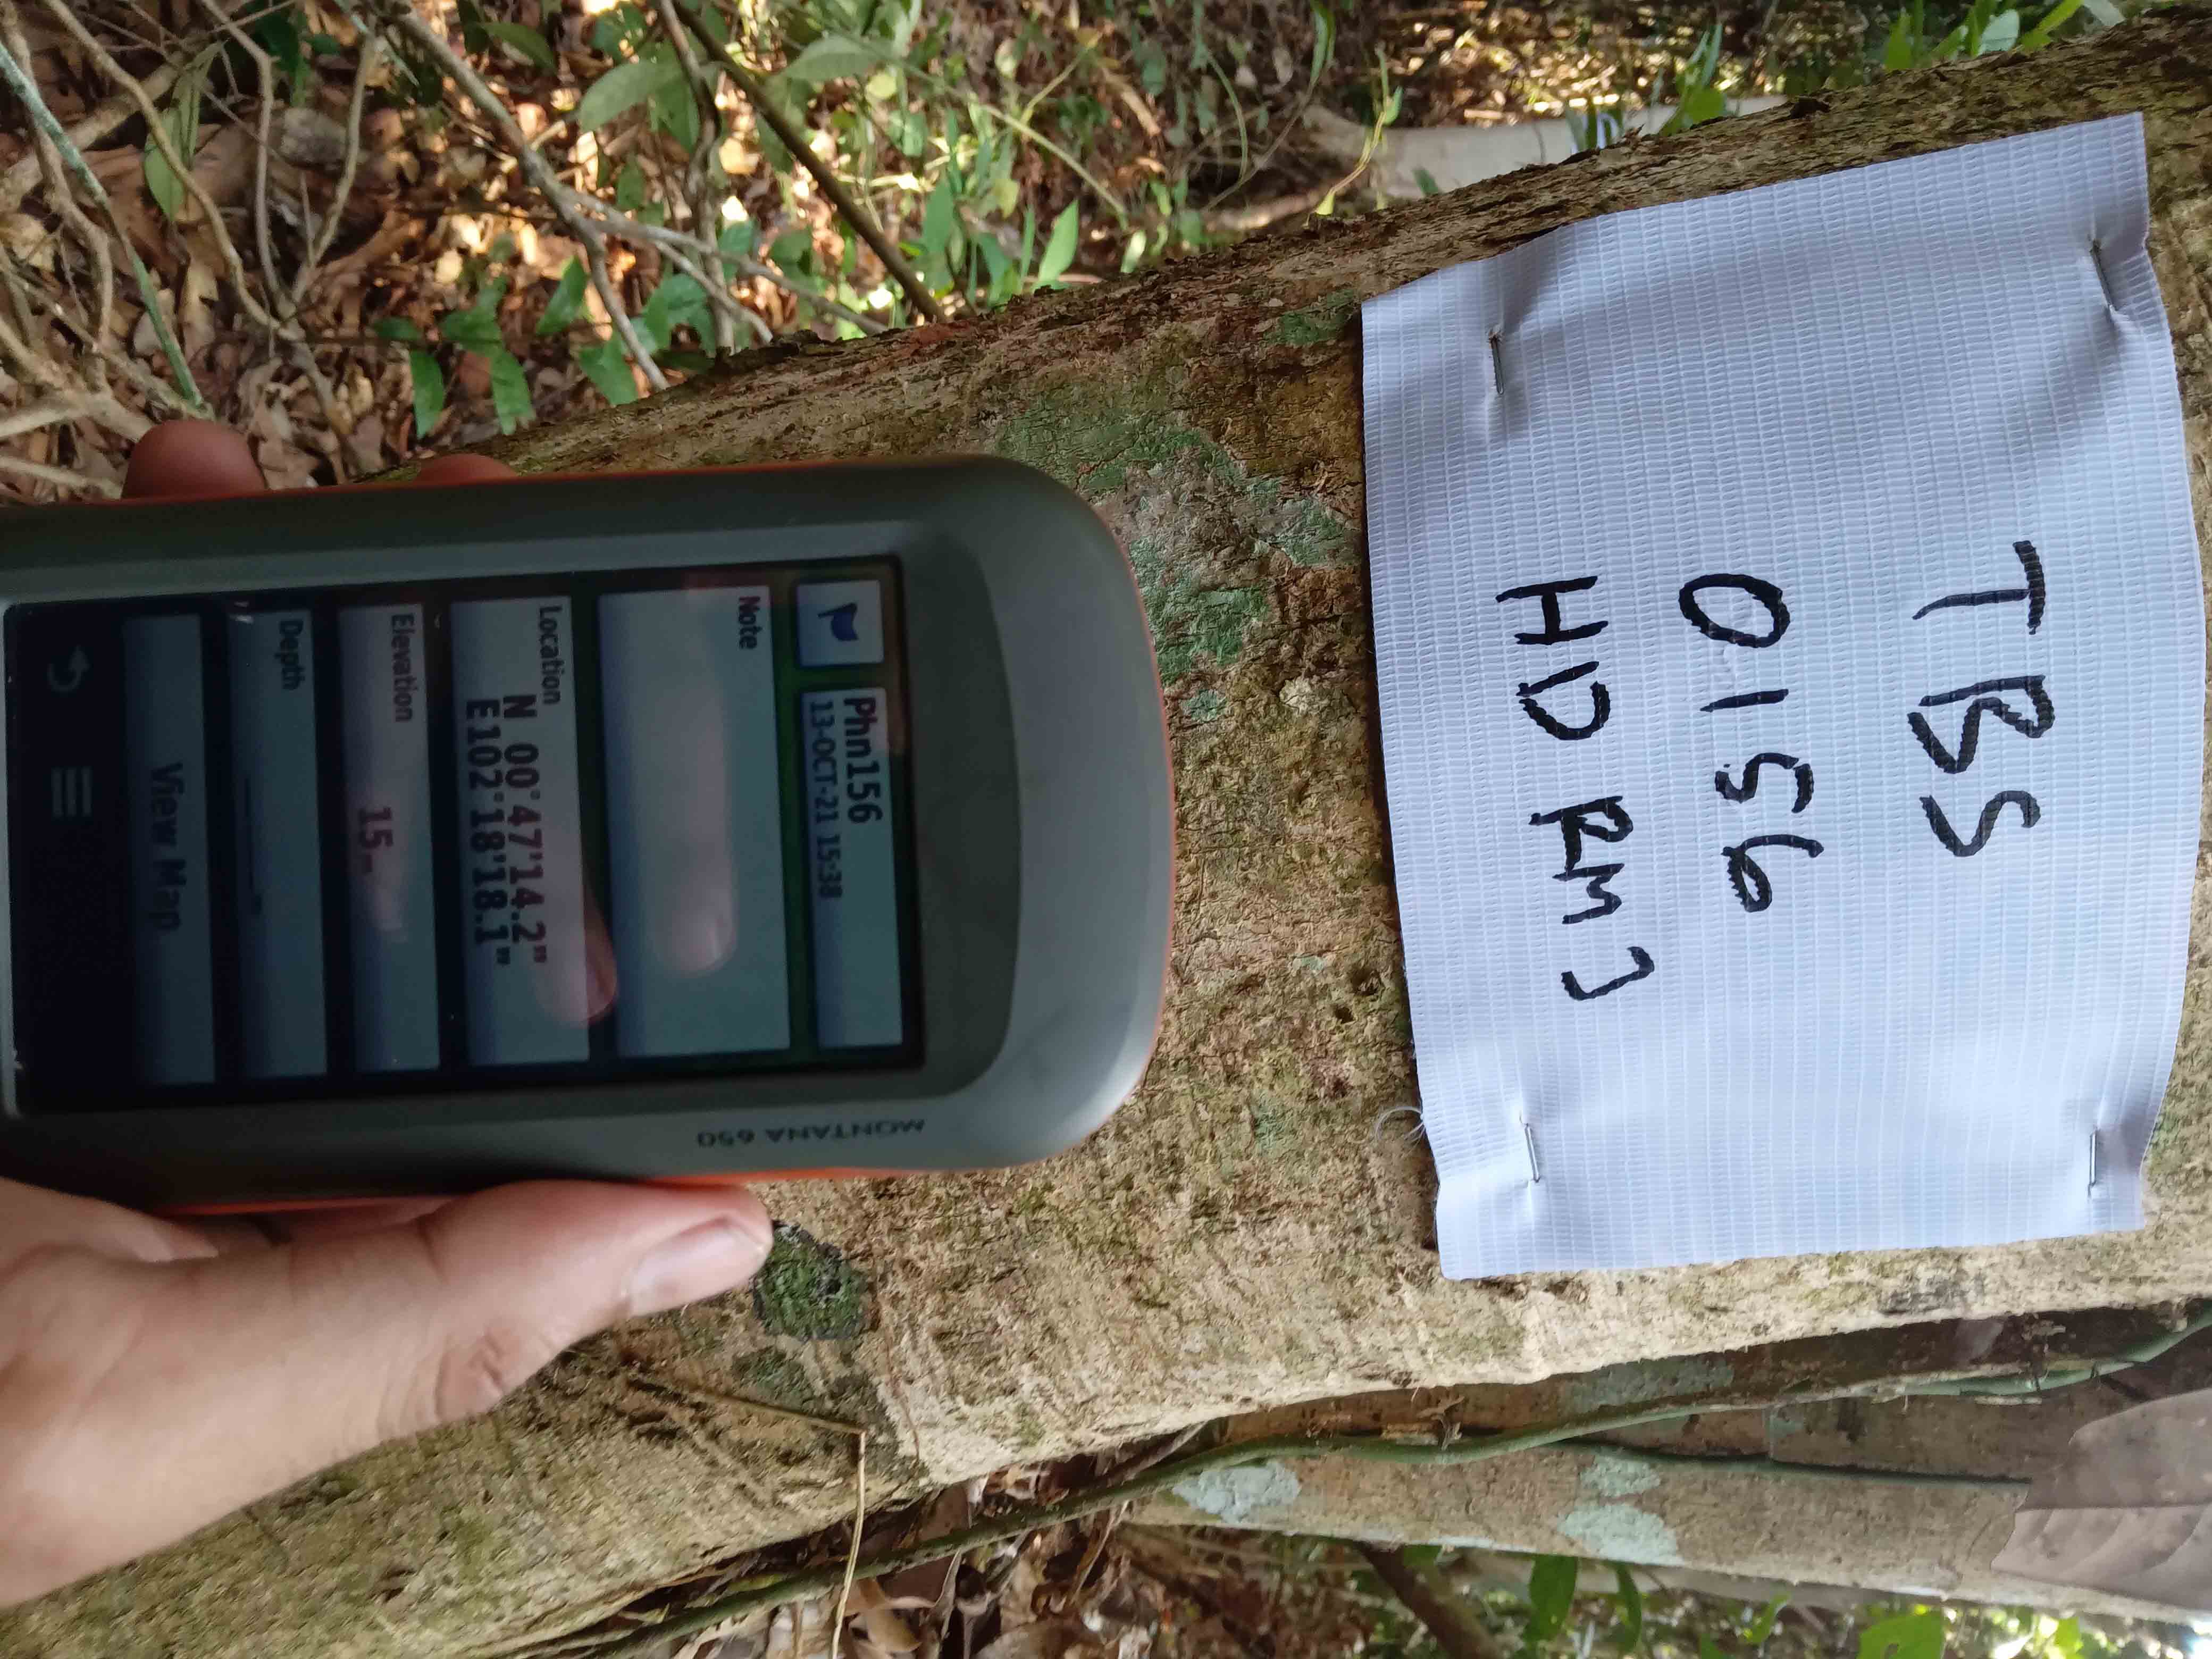 TBS
0156
HD RMJ
MONTANA 650
Phn156
13-OCT-21 15:38
Note
Location
N 00°47'14.2"
E102°18'18.1"
Elevation
15m
Depth
View Map